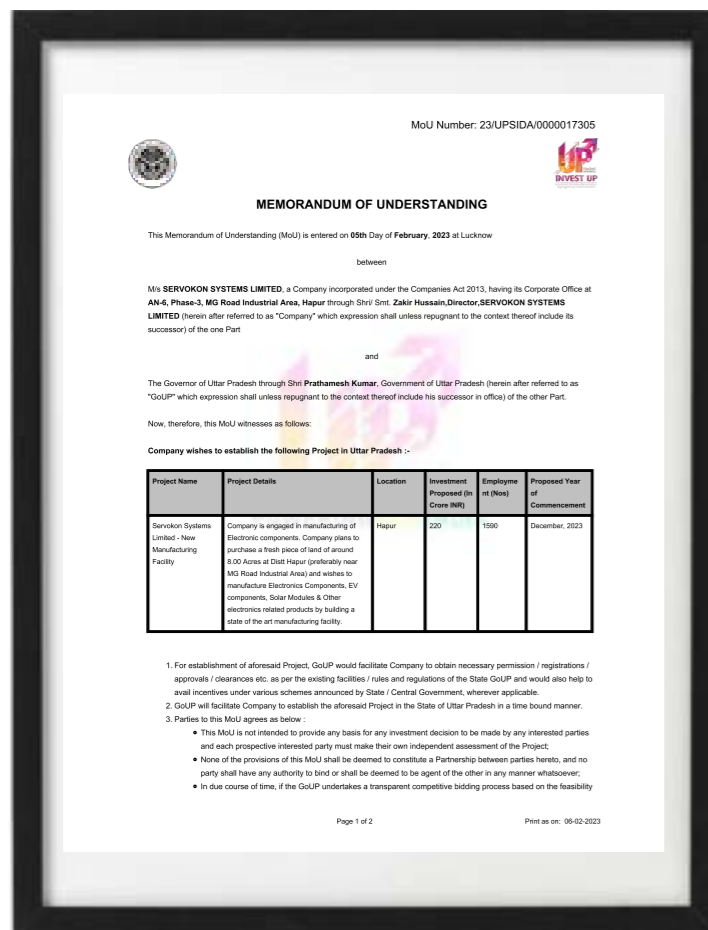 MoU Number: 23/UPSIDA/0000017305
UP
INVEST UP
MEMORANDUM OF UNDERSTANDING
This Memorandum of Understanding (MoU) is entered on 05th Day of February, 2023 at Lucknow
between
M/s SERVOKON SYSTEMS LIMITED, a Company incorporated under the Companies Act 2013, having its Corporate Office at
AN-6, Phase-3, MG Road Industrial Area, Hapur through Shri/ Smt. Zakir Hussain,Director,SERVOKON SYSTEMS
LIMITED (herein after referred to as "Company" which expression shall unless repugnant to the context thereof include its
successor) of the one Part
and
The Governor of Uttar Pradesh through Shri Prathamesh Kumar, Government of Uttar Pradesh (herein after referred to as
"GoUP" which expression shall unless repugnant to the context thereof include his successor in office) of the other Part.
Now, therefore, this MoU witnesses as follows:
Company wishes to establish the following Project in Uttar Pradesh :-
Project Name
Project Details
Location
Investment
Proposed (In
Crore INR)
Employme
nt (Nos)
Proposed Year
of
Commencement
Servokon Systems
Limited - New
Manufacturing
Facility
Company is engaged in manufacturing of
Electronic components. Company plans to
purchase a fresh piece of land of around
8.00 Acres at Distt Hapur (preferably near
MG Road Industrial Area) and wishes to
manufacture Electronics Components, EV
components, Solar Modules & Other
electronics related products by building a
state of the art manufacturing facility.
Hapur
220
1590
December, 2023
1. For establishment of aforesaid Project, GoUP would facilitate Company to obtain necessary permission / registrations /
approvals / clearances etc. as per the existing facilities / rules and regulations of the State GoUP and would also help to
avail incentives under various schemes announced by State / Central Government, wherever applicable.
2. GoUP will facilitate Company to establish the aforesaid Project in the State of Uttar Pradesh in a time bound manner.
3. Parties to this MoU agrees as below :
• This MoU is not intended to provide any basis for any investment decision to be made by any interested parties
and each prospective interested party must make their own independent assessment of the Project;
• None of the provisions of this MoU shall be deemed to constitute a Partnership between parties hereto, and no
party shall have any authority to bind or shall be deemed to be agent of the other in any manner whatsoever;
• In due course of time, if the GoUP undertakes a transparent competitive bidding process based on the feasibility
Page 1 of 2
Print as on: 06-02-2023